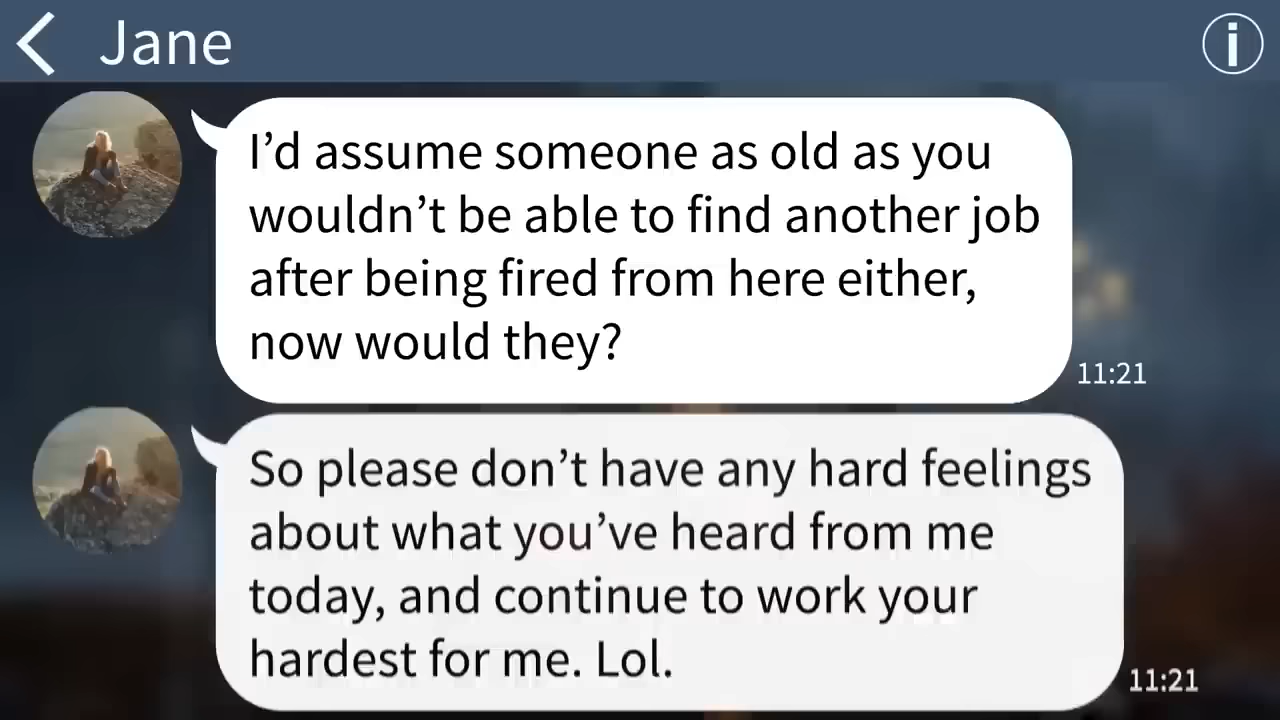 Jane
i
I’d assume someone as old as you
wouldn’t be able to find another job
after being fired from here either,
now would they?
11:21
So please don’t have any hard feelings
about what you’ve heard from me
today, and continue to work your
hardest for me. Lol.
11:21